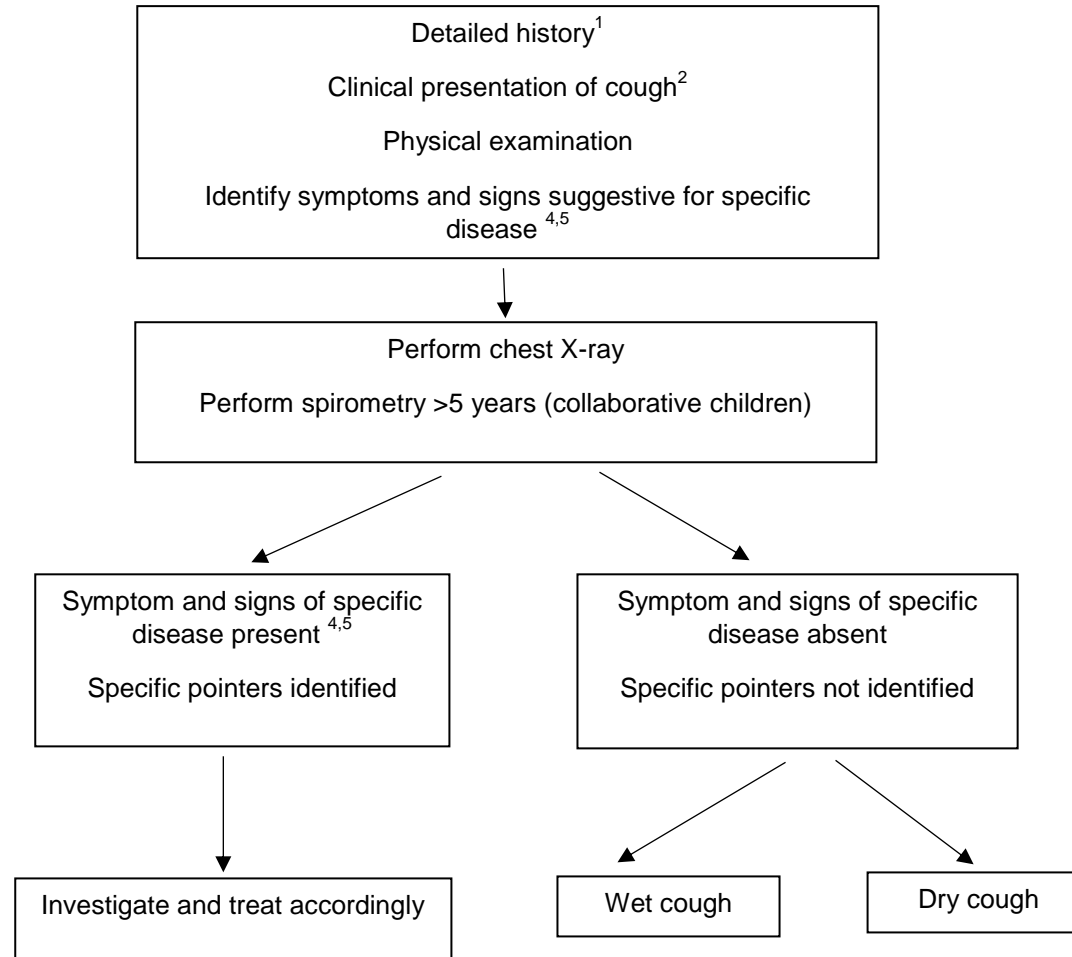 Detailed history1
Clinical presentation of cough2
Physical examination
Identify symptoms and signs suggestive for specific
disease 4,5
Perform chest X-ray
Perform spirometry >5 years (collaborative children)
Symptom and signs of specific
disease present 4,5
Specific pointers identified
Symptom and signs of specific
disease absent
Specific pointers not identified
Investigate and treat accordingly
Wet cough
Dry cough